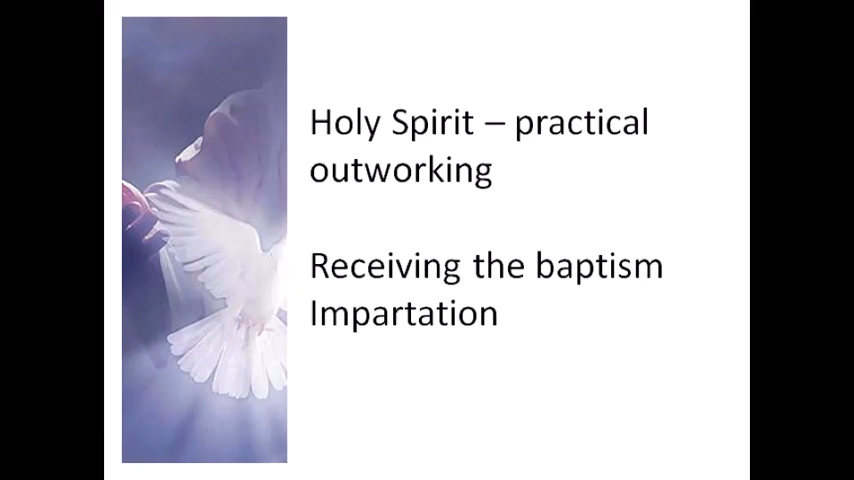 Holy Spirit – practical
outworking
Receiving the baptism
Impartation